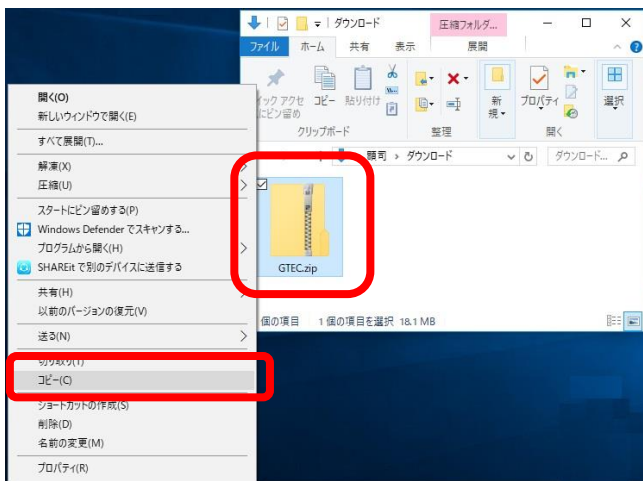 ダウンロード
圧縮フォルダ...
ファイル ホーム 共有 表示 展開
クイック アクセスにピン留め
コピー
貼り付け
新規
プロパティ
選択
クリップボード 整理 開く
顕司 › ダウンロード
ダウンロード...
GTEC.zip
個の項目 1 個の項目を選択 18.1 MB
開く(O)
新しいウィンドウで開く(E)
すべて展開(T)...
解凍(X)
圧縮(U)
スタートにピン留めする(P)
Windows Defender でスキャンする...
プログラムから開く(H)
SHAREit で別のデバイスに送信する
共有(H)
以前のバージョンの復元(V)
送る(N)
切り取り(T)
コピー(C)
ショートカットの作成(S)
削除(D)
名前の変更(M)
プロパティ(R)